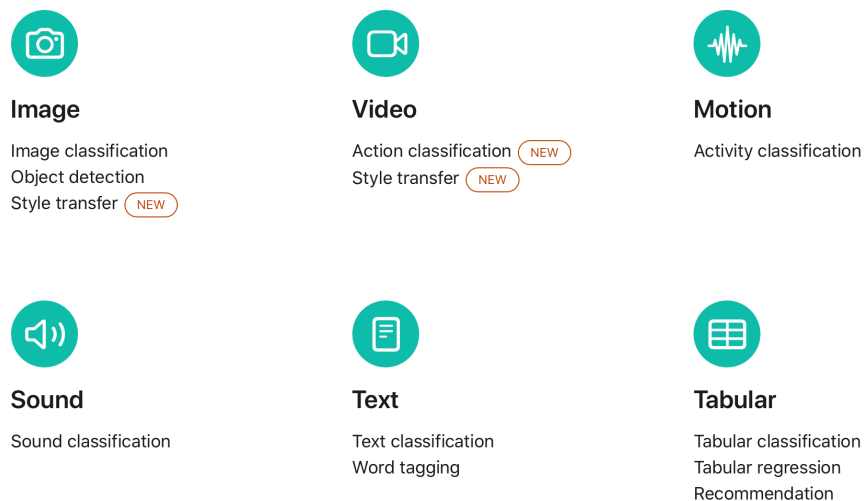 Image
Image classification
Object detection
Style transfer NEW
Video
Action classification NEW
Style transfer NEW
Motion
Activity classification
Sound
Sound classification
Text
Text classification
Word tagging
Tabular
Tabular classification
Tabular regression
Recommendation